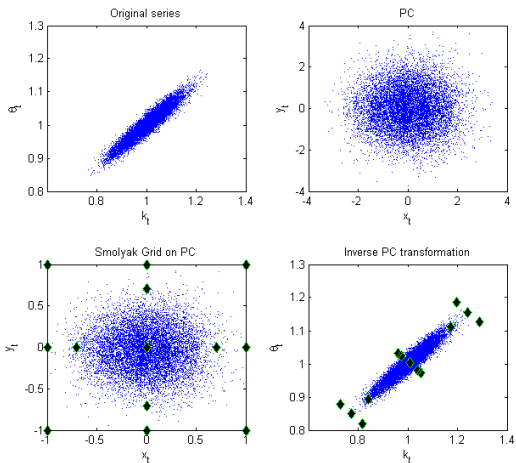 Original series
1.3
1.2
1.1
1
0.9
0.8
θt
0.8 1 1.2 1.4
kt
PC
4
2
0
-2
-4
yt
-4 -2 0 2 4
xt
Smolyak Grid on PC
1
0.5
0
-0.5
-1
yt
-1 -0.5 0 0.5 1
xt
Inverse PC transformation
1.3
1.2
1.1
1
0.9
0.8
θt
0.8 1 1.2 1.4
kt